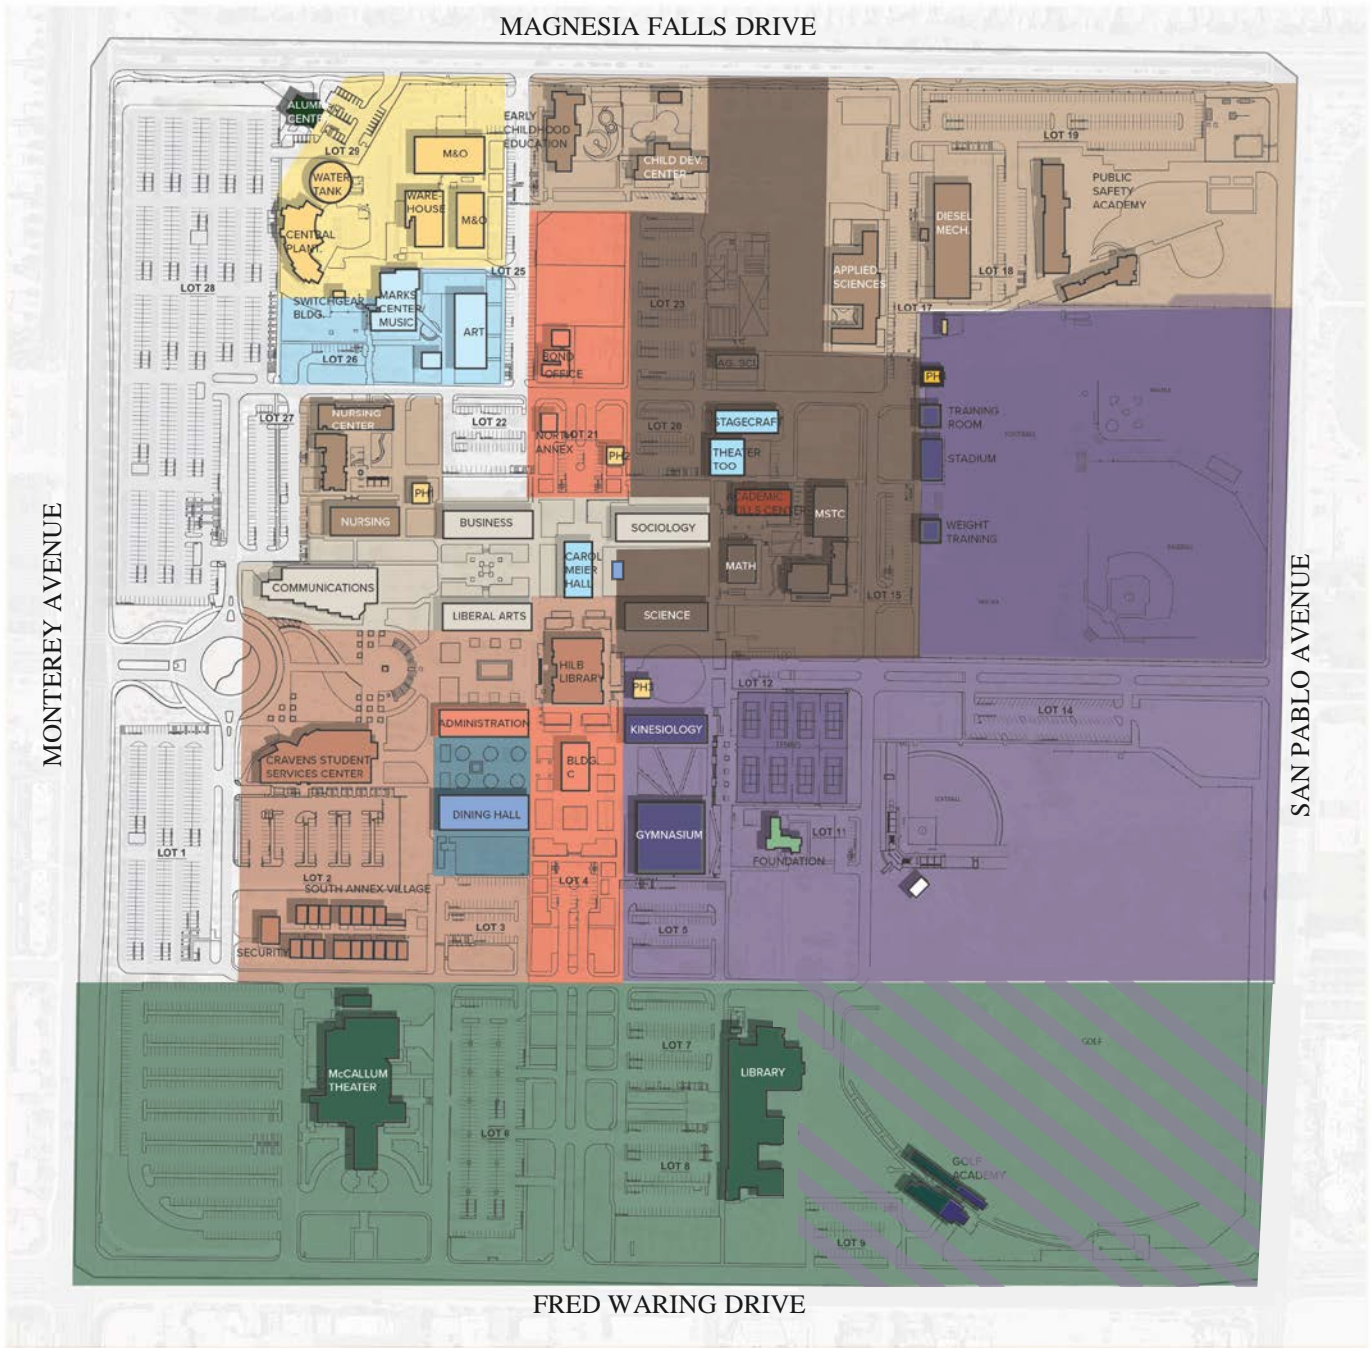 MAGNESIA FALLS DRIVE
ALUMNI
CENTER
LOT 29
M&O
EARLY
CHILDHOOD
EDUCATION
CHILD DEV.
CENTER
LOT 19
WATER
TANK
WARE-
HOUSE
M&O
PUBLIC
SAFETY
ACADEMY
DIESEL
MECH.
CENTRAL
PLANT.
LOT 25
APPLIED
SCIENCES
LOT 18
LOT 28
SWITCHGEAR
BLDG.
MARKS
CENTER/
MUSIC
ART
LOT 23
LOT 17
LOT 26
BOND
OFFICE
AG. SCI.
PH
LOT 27
NURSING
CENTER
LOT 22
NORTH
ANNEX
LOT 21
LOT 20
STAGECRAFT
TRAINING
ROOM
FOOTBALL
PH2
THEATER
TOO
STADIUM
PH1
ACADEMIC
SKILLS CENTER
MSTC
NURSING
BUSINESS
SOCIOLOGY
WEIGHT
TRAINING
BASEBALL
CAROL
MEIER
HALL
MATH
COMMUNICATIONS
LIBERAL ARTS
SCIENCE
LOT 15
MONTEREY AVENUE
SAN PABLO AVENUE
HILB
LIBRARY
PH3
LOT 12
LOT 14
ADMINISTRATION
KINESIOLOGY
TENNIS
CRAVENS STUDENT
SERVICES CENTER
BLDG.
C
SOFTBALL
DINING HALL
GYMNASIUM
LOT 11
FOUNDATION
LOT 1
LOT 2
SOUTH ANNEX VILLAGE
LOT 4
LOT 3
LOT 5
SECURITY
McCALLUM
THEATER
LOT 7
LIBRARY
GOLF
LOT 6
LOT 8
GOLF
ACADEMY
LOT 9
FRED WARING DRIVE